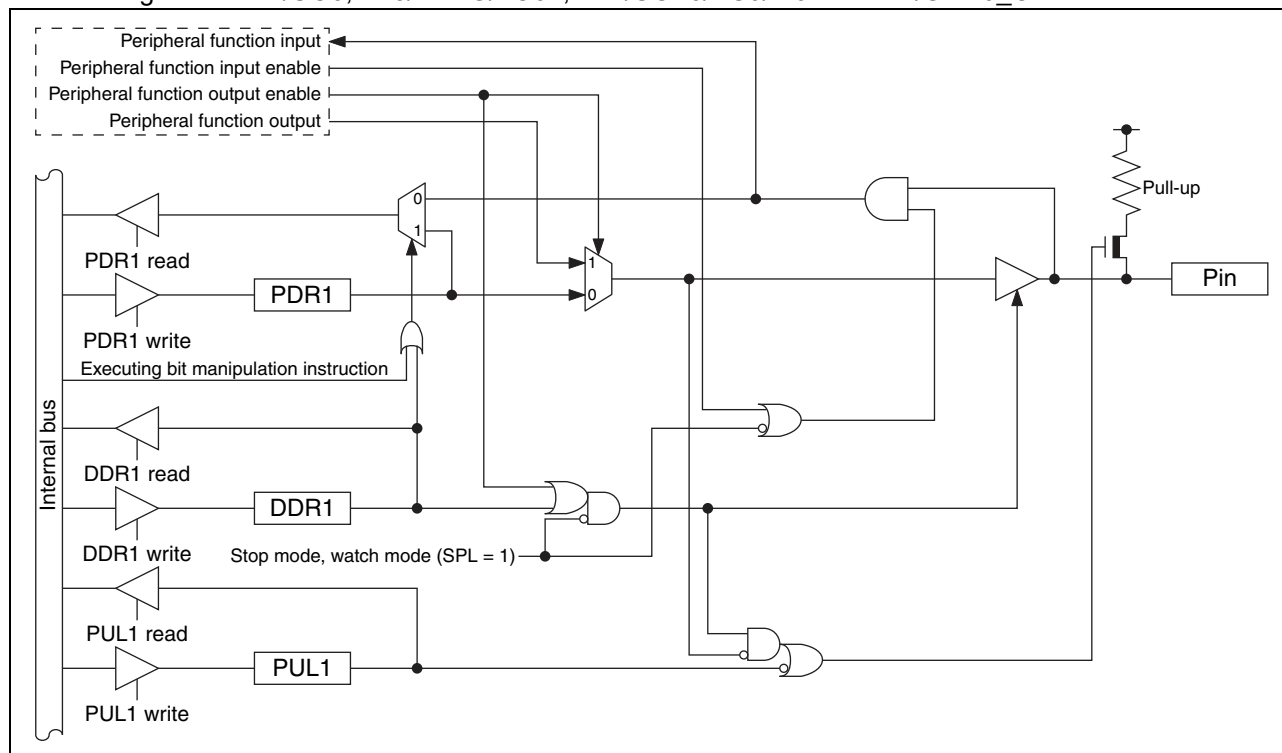 Peripheral function input
Peripheral function input enable
Peripheral function output enable
Peripheral function output
Pull-up
0
1
PDR1 read
1
PDR1
0
Pin
PDR1 write
Executing bit manipulation instruction
Internal bus
DDR1 read
DDR1
DDR1 write
Stop mode, watch mode (SPL = 1)
PUL1 read
PUL1
PUL1 write